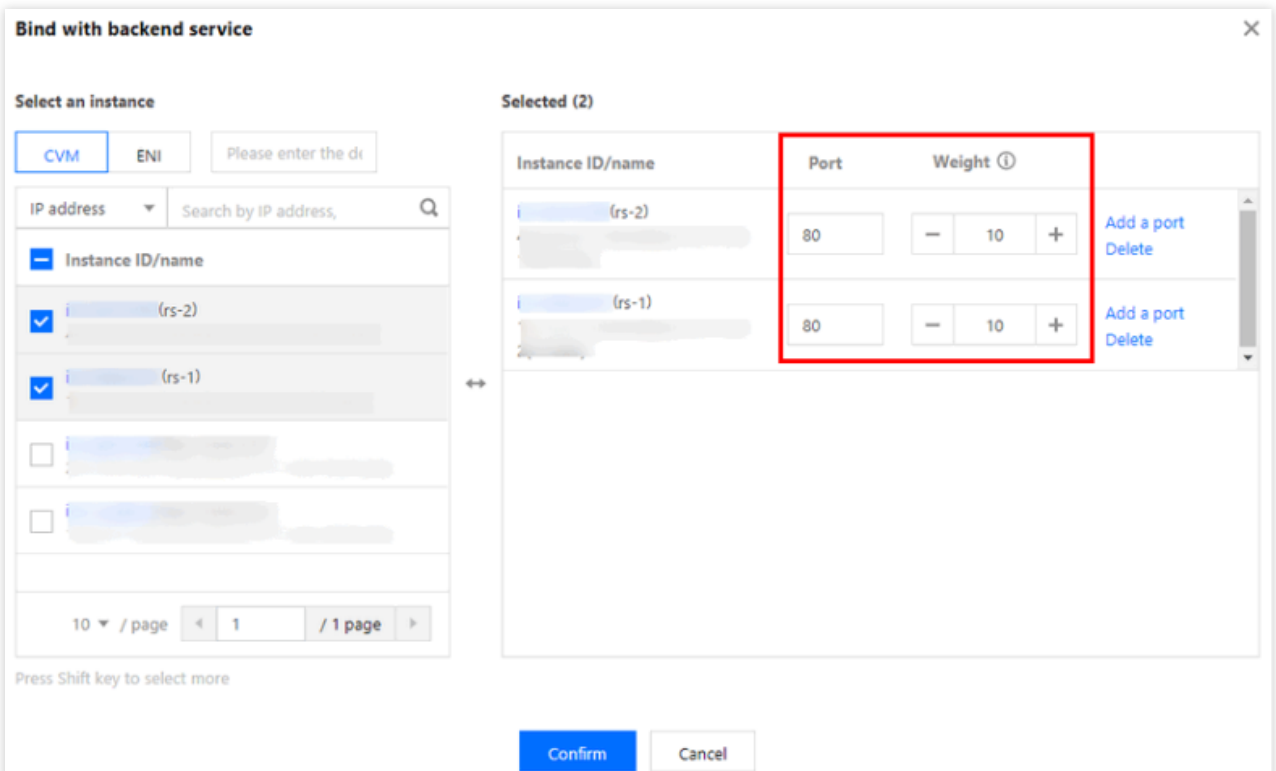 Bind with backend service
Select an instance
CVM ENI Please enter the de
IP address Search by IP address,
Instance ID/name
(rs-2)
(rs-1)
10 / page 1 / 1 page
Press Shift key to select more
Selected (2)
Instance ID/name Port Weight
(rs-2) 80 10 Add a port
Delete
(rs-1) 80 10 Add a port
Delete
Confirm Cancel